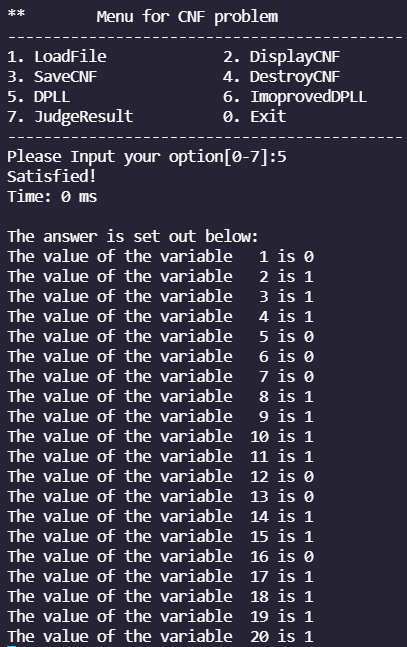 **        Menu for CNF problem
--------------------------------------------
1. LoadFile             2. DisplayCNF
3. SaveCNF              4. DestroyCNF
5. DPLL                 6. ImoprovedDPLL
7. JudgeResult          0. Exit
--------------------------------------------
Please Input your option[0-7]:5
Satisfied!
Time: 0 ms

The answer is set out below:
The value of the variable   1 is 0
The value of the variable   2 is 1
The value of the variable   3 is 1
The value of the variable   4 is 1
The value of the variable   5 is 0
The value of the variable   6 is 0
The value of the variable   7 is 0
The value of the variable   8 is 1
The value of the variable   9 is 1
The value of the variable  10 is 1
The value of the variable  11 is 1
The value of the variable  12 is 0
The value of the variable  13 is 0
The value of the variable  14 is 1
The value of the variable  15 is 1
The value of the variable  16 is 0
The value of the variable  17 is 1
The value of the variable  18 is 1
The value of the variable  19 is 1
The value of the variable  20 is 1